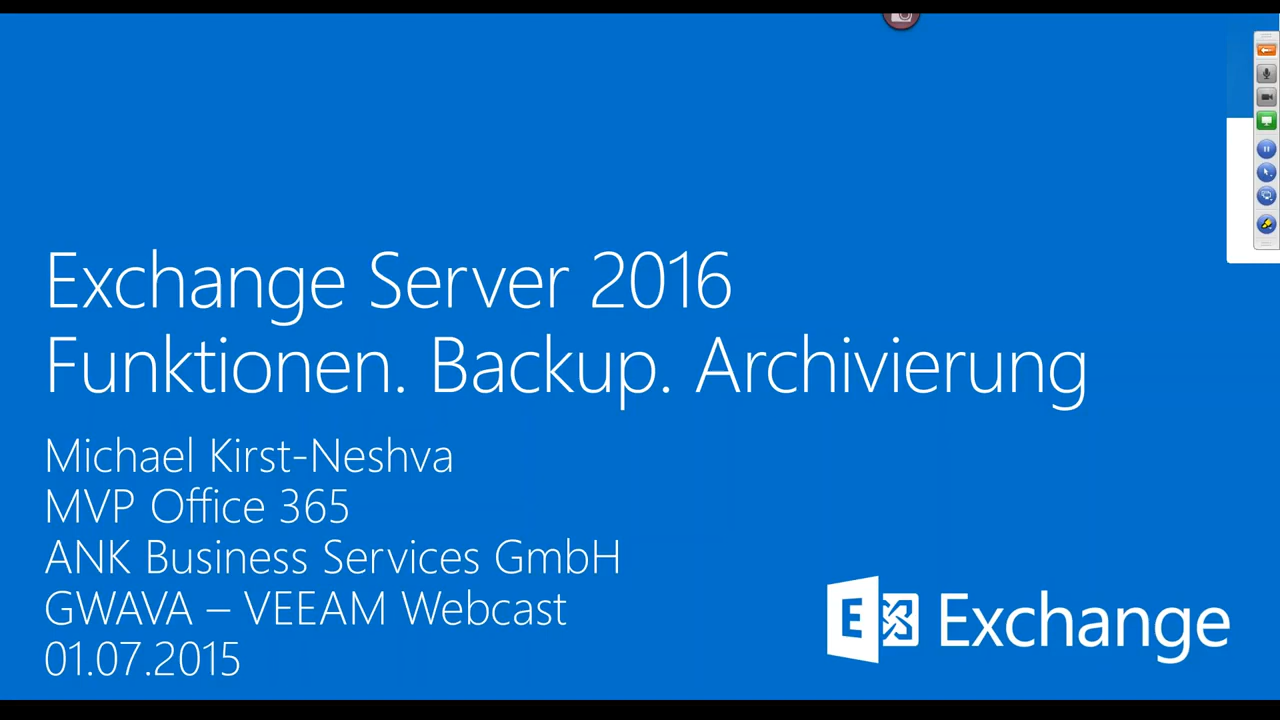 Exchange Server 2016
Funktionen. Backup. Archivierung
Michael Kirst-Neshva
MVP Office 365
ANK Business Services GmbH
GWAVA – VEEAM Webcast
01.07.2015
E Exchange